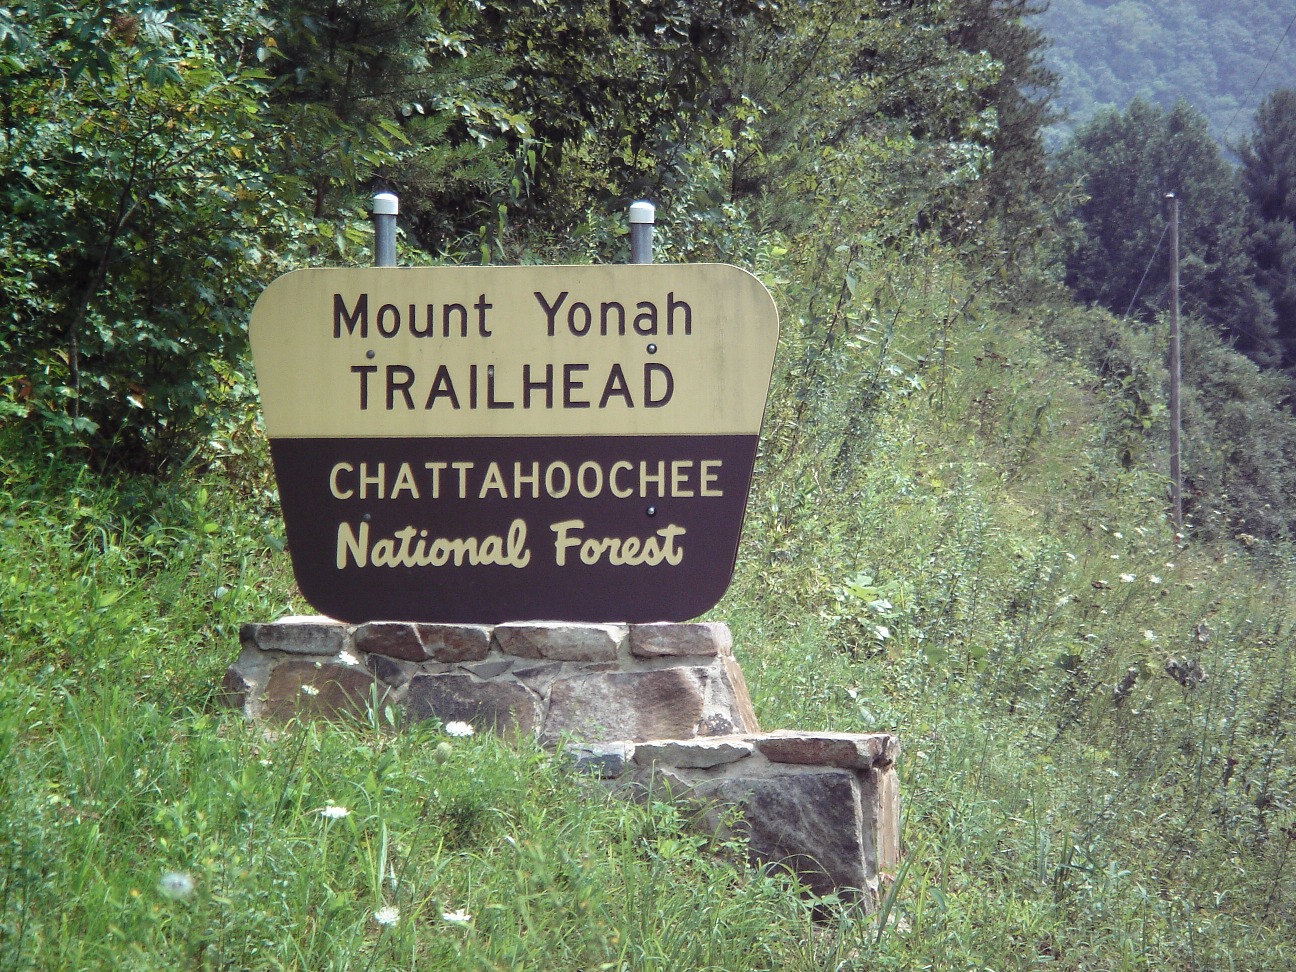 Mount Yonah
TRAILHEAD
CHATTAHOOCHEE
National Forest